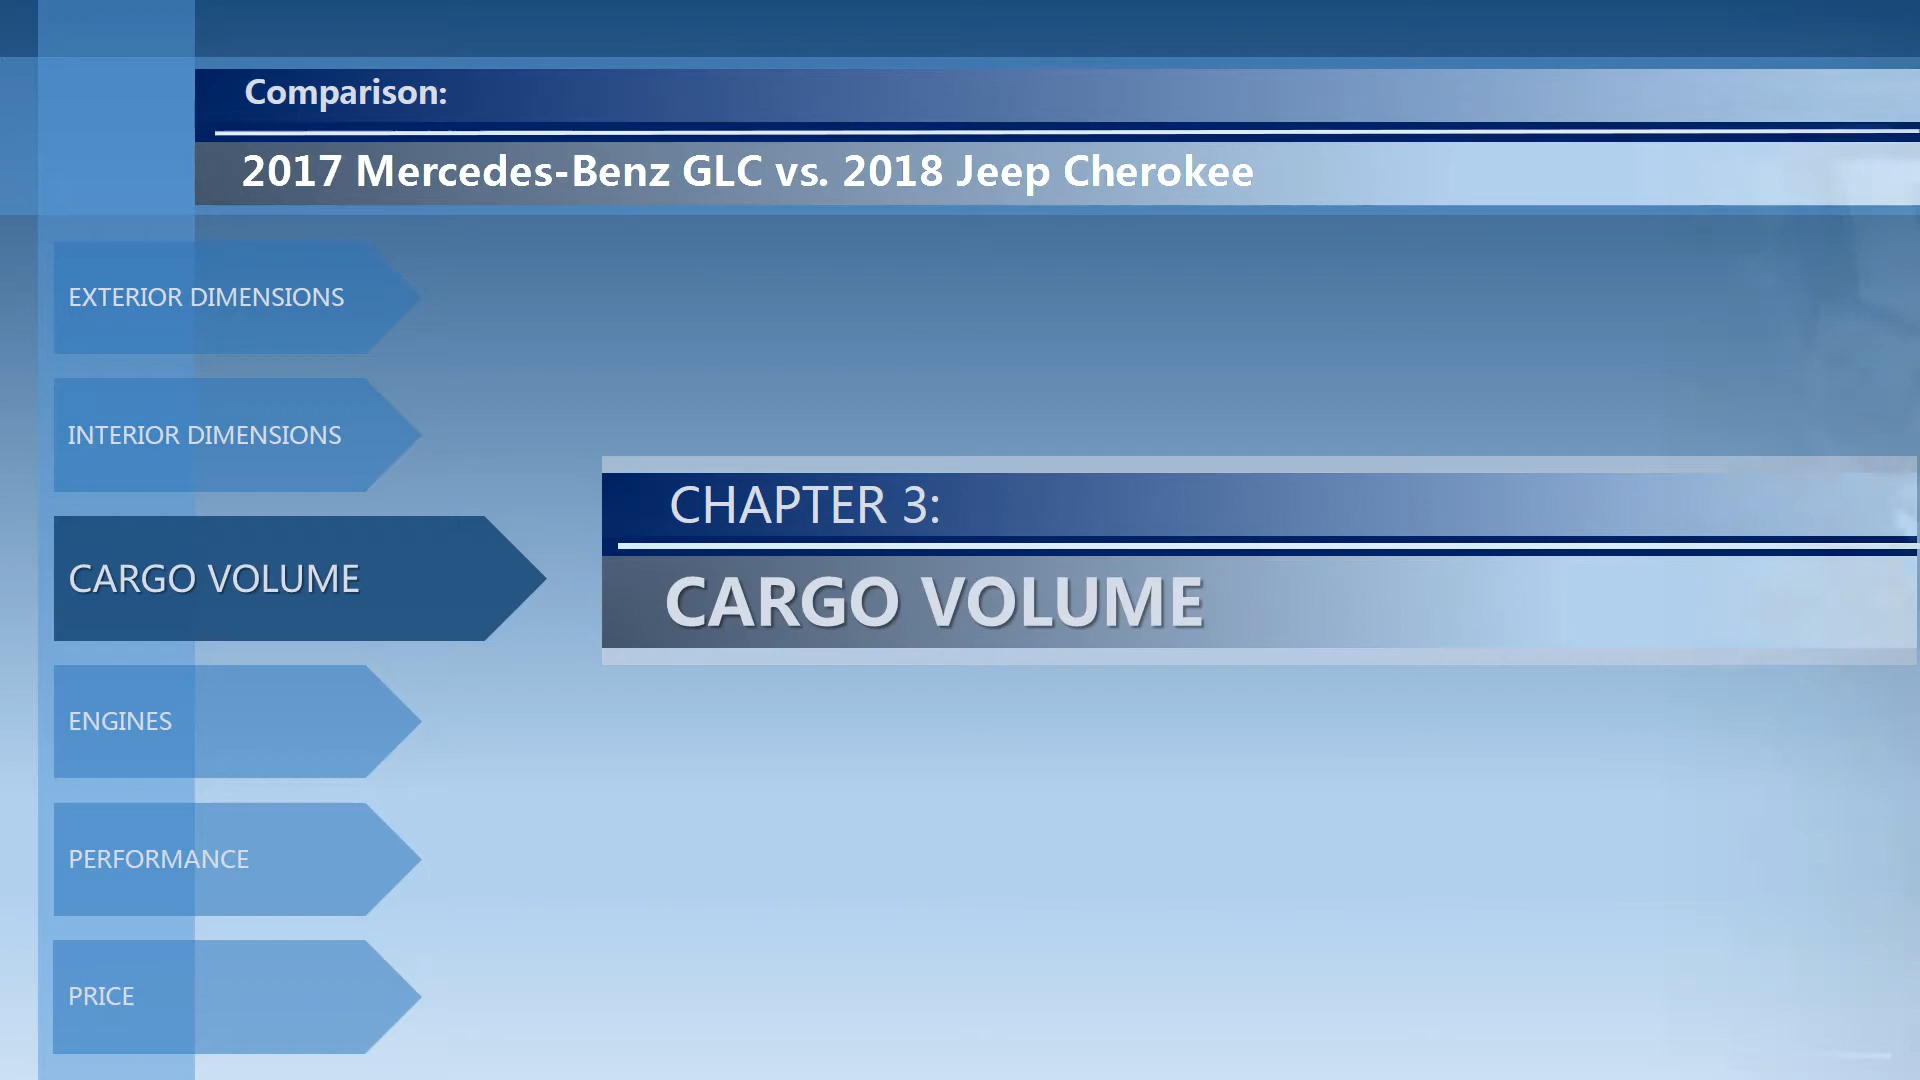 Comparison:
2017 Mercedes-Benz GLC vs. 2018 Jeep Cherokee
EXTERIOR DIMENSIONS
INTERIOR DIMENSIONS
CARGO VOLUME
ENGINES
PERFORMANCE
PRICE
CHAPTER 3:
CARGO VOLUME